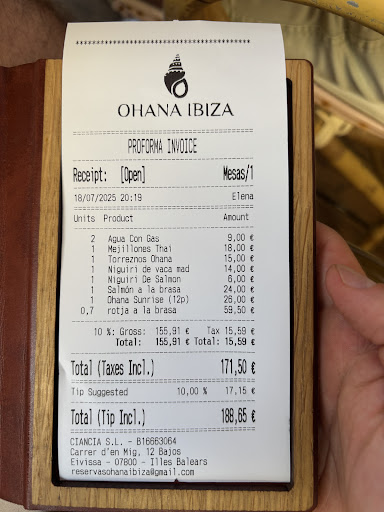 ****************************************
OHANA IBIZA
PROFORMA INVOICE
Receipt: [Open] Mesas/1
18/07/2025 20:19 Elena
Units Product Amount
2 Agua Con Gas 9,00 €
1 Mejillones Thai 18,00 €
1 Torreznos Ohana 15,00 €
1 Niguiri de vaca mad 14,00 €
1 Niguiri De Salmon 6,00 €
1 Salmón a la brasa 24,00 €
1 Ohana Sunrise (12p) 26,00 €
0,7 rotja a la brasa 59,50 €
10 %: Gross: 155,91 € Tax 15,59 €
Total: 155,91 € Total: 15,59 €
Total (Taxes Incl.) 171,50 €
Tip Suggested 10,00 % 17,15 €
Total (Tip Incl.) 188,65 €
CIANCIA S.L. - B16663064
Carrer d'en Mig, 12 Bajos
Eivissa - 07800 - Illes Balears
reservasohanaibiza@gmail.com